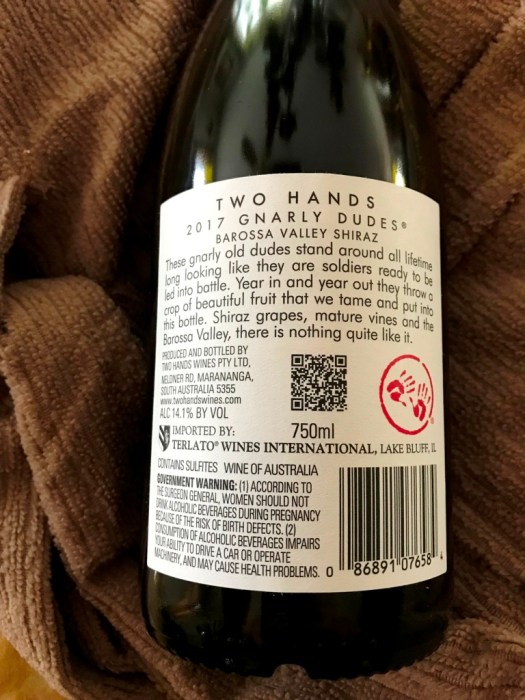 TWO HANDS
2017 GNARLY DUDES®
BAROSSA VALLEY SHIRAZ
These gnarly old dudes stand around all lifetime
long looking like they are soldiers ready to be
led into battle. Year in and year out they throw a
crop of beautiful fruit that we tame and put into
this bottle. Shiraz grapes, mature vines and the
Barossa Valley, there is nothing quite like it.
PRODUCED AND BOTTLED BY
TWO HANDS WINES PTY LTD,
NELDNER RD, MARANANGA,
SOUTH AUSTRALIA 5355
www.twohandswines.com
ALC 14.1% BY VOL
750ml
IMPORTED BY:
TERLATO® WINES INTERNATIONAL, LAKE BLUFF, IL
CONTAINS SULFITES WINE OF AUSTRALIA
GOVERNMENT WARNING: (1) ACCORDING TO
THE SURGEON GENERAL, WOMEN SHOULD NOT
DRINK ALCOHOLIC BEVERAGES DURING PREGNANCY
BECAUSE OF THE RISK OF BIRTH DEFECTS. (2)
CONSUMPTION OF ALCOHOLIC BEVERAGES IMPAIRS
YOUR ABILITY TO DRIVE A CAR OR OPERATE
MACHINERY, AND MAY CAUSE HEALTH PROBLEMS.
0 86891 07658 4